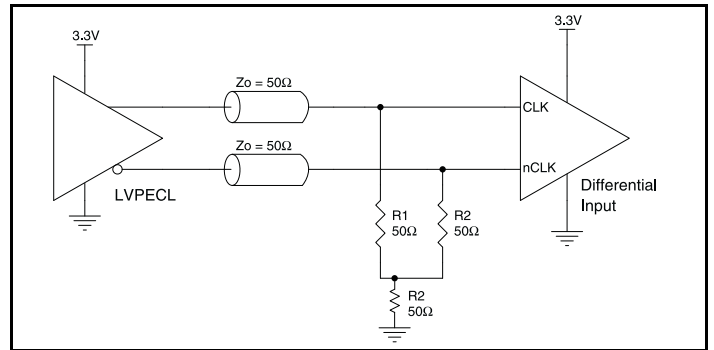 3.3V
3.3V
Zo = 50Ω
CLK
Zo = 50Ω
nCLK
LVPECL
Differential
Input
R1
50Ω
R2
50Ω
R2
50Ω